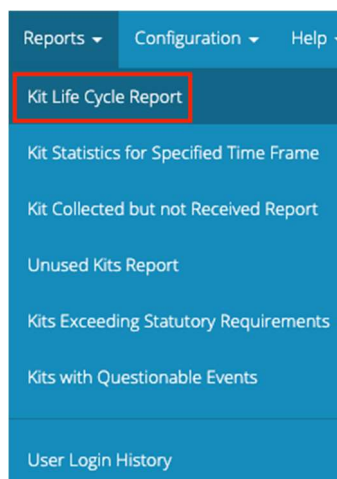 Reports Configuration Help
Kit Life Cycle Report
Kit Statistics for Specified Time Frame
Kit Collected but not Received Report
Unused Kits Report
Kits Exceeding Statutory Requirements
Kits with Questionable Events
User Login History